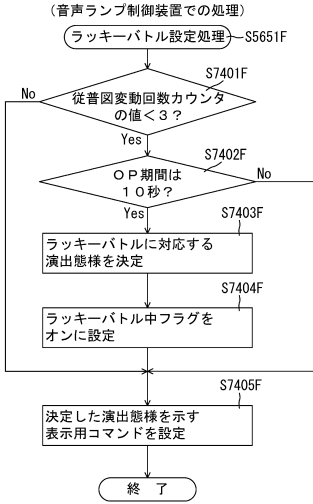 (音声ランプ制御装置での処理)
ラッキーバトル設定処理
S5651F
S7401F
No
従普図変動回数カウンタ
の値<3?
Yes
S7402F
OP期間は
10秒?
No
Yes
S7403F
ラッキーバトルに対応する
演出態様を決定
S7404F
ラッキーバトル中フラグを
オンに設定
S7405F
決定した演出態様を示す
表示用コマンドを設定
終 了